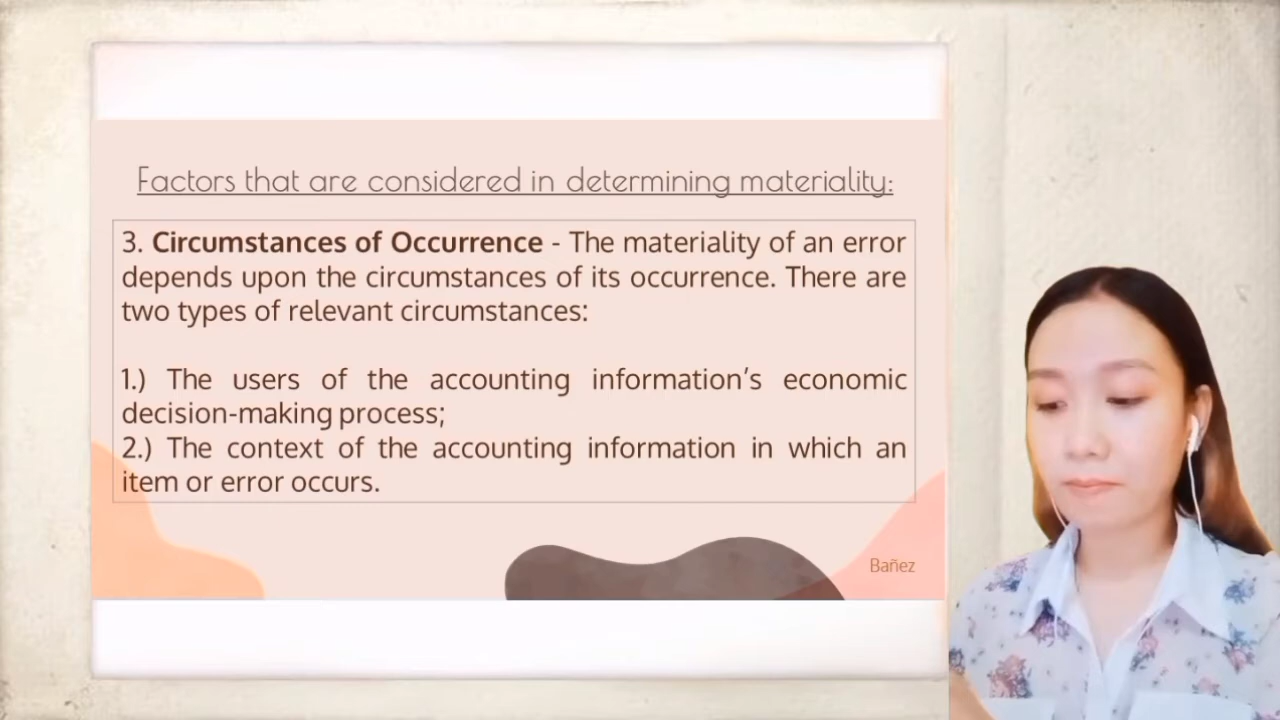 Factors that are considered in determining materiality:
3. Circumstances of Occurrence - The materiality of an error
depends upon the circumstances of its occurrence. There are
two types of relevant circumstances:
1.) The users of the accounting information’s economic
decision-making process;
2.) The context of the accounting information in which an
item or error occurs.
Bañez